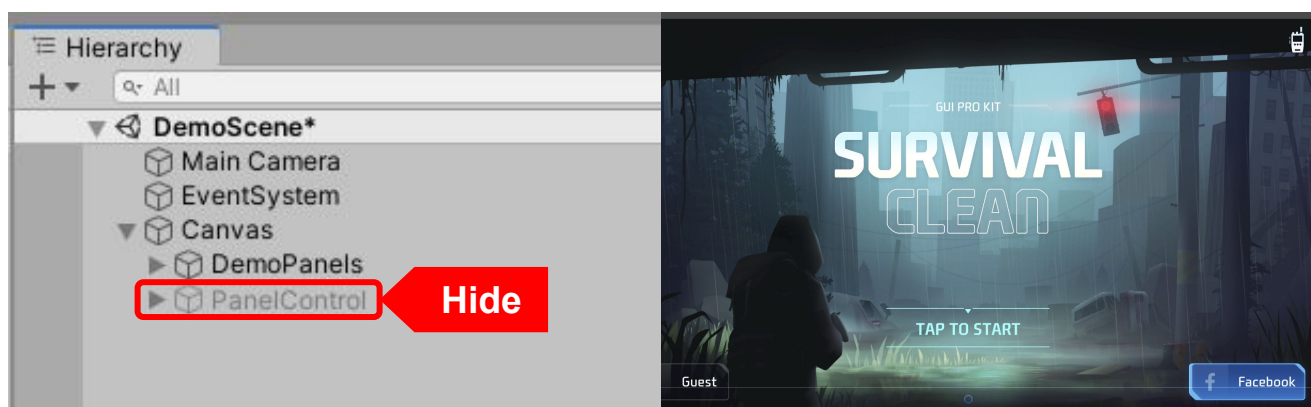 Hierarchy
All
DemoScene*
Main Camera
EventSystem
Canvas
DemoPanels
PanelControl
Hide
GUI PRO KIT
SURVIVAL
CLEAN
TAP TO START
Guest
Facebook